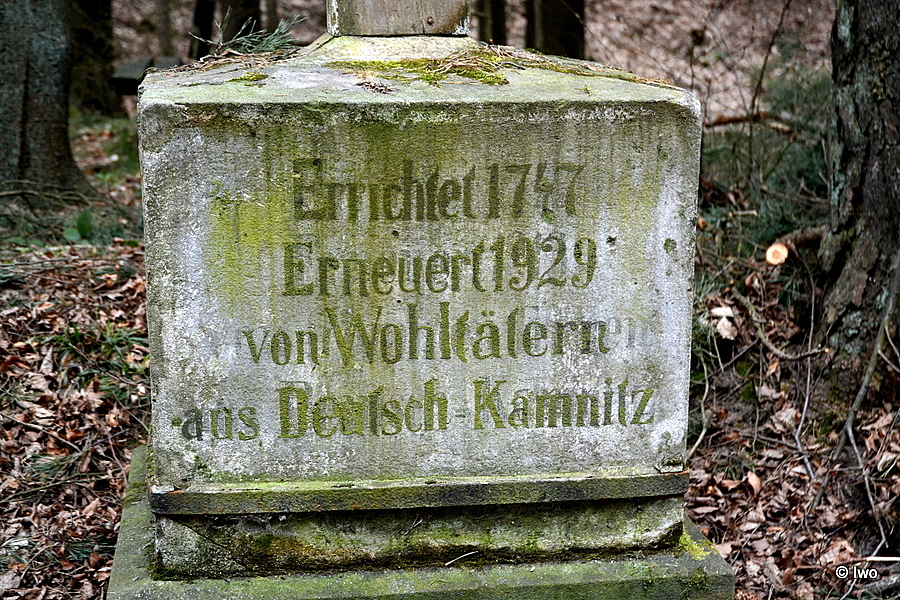 Errichtet 1747
Erneuert 1929
von Wohltätern
aus Deutsch-Kamnitz
© Iwo